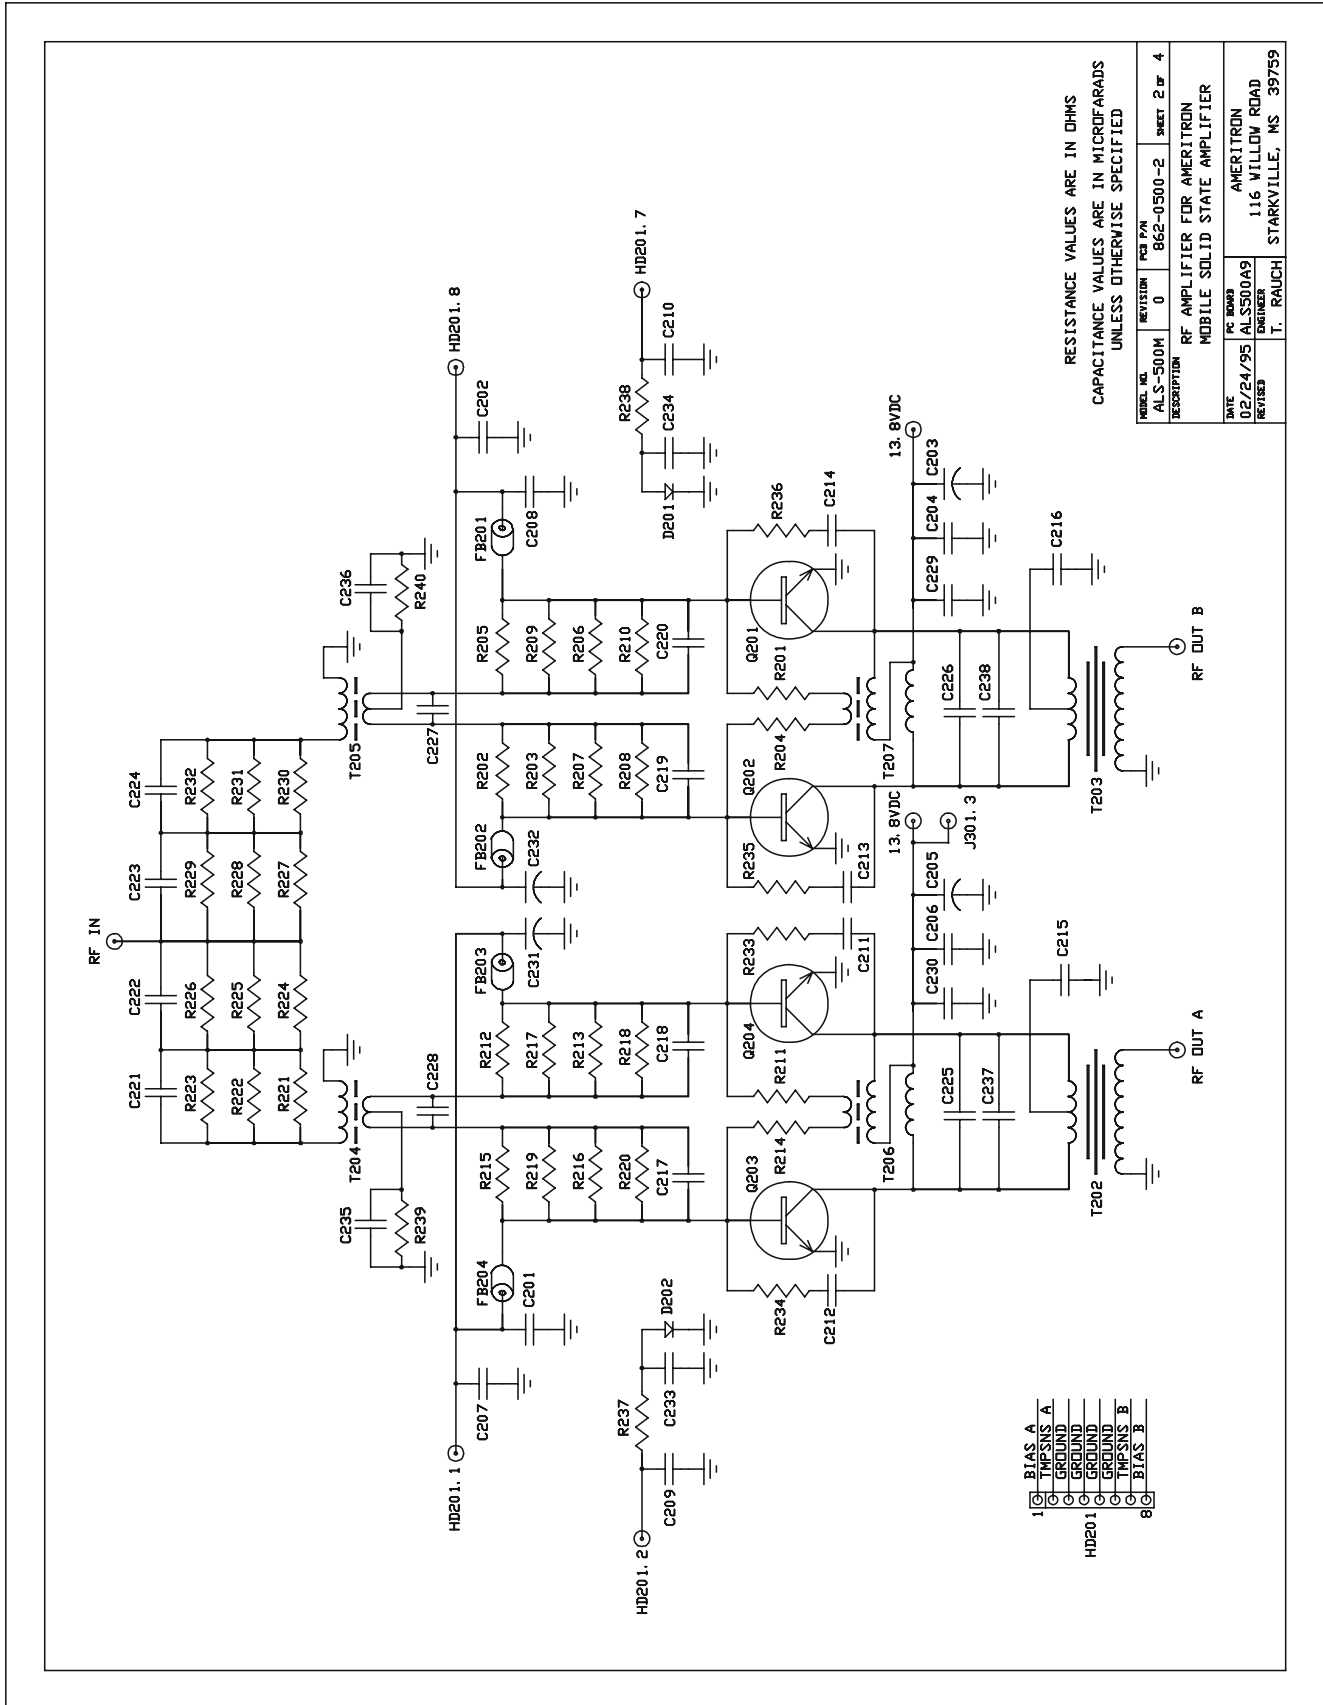 RF IN
C221
C222
C223
C224
R223
R226
R229
R232
R222
R225
R228
R231
R221
R224
R227
R230
T204
T205
C235
R239
C236
R240
C228
C227
HD201.1
HD201.8
C207
C202
FB204
FB203
FB202
FB201
C201
C231
C232
C208
R215
R212
R202
R205
R219
R217
R203
R209
R216
R213
R207
R206
R220
R218
R208
R210
C217
C218
C219
C220
HD201.2
R237
C209
C233
D202
HD201.7
R238
C210
C234
D201
Q203
Q204
Q202
Q201
R234
R214
R211
R233
R235
R204
R201
R236
C212
C211
C213
C214
T206
T207
13.8VDC
13.8VDC
J301.3
C230
C206
C205
C229
C204
C203
C225
C237
C226
C238
C215
C216
T202
T203
RF OUT A
RF OUT B
1
8
HD201
BIAS A
TMPSNS A
GROUND
GROUND
GROUND
GROUND
TMPSNS B
BIAS B
RESISTANCE VALUES ARE IN OHMS
CAPACITANCE VALUES ARE IN MICROFARADS
UNLESS OTHERWISE SPECIFIED
MODEL NO. REVISION PCB P/N
ALS-500M 0 862-0500-2 SHEET 2 OF 4
DESCRIPTION
RF AMPLIFIER FOR AMERITRON
MOBILE SOLID STATE AMPLIFIER
DATE PC BOARD
02/24/95 ALS500A9
REVISED ENGINEER
T. RAUCH
AMERITRON
116 WILLOW ROAD
STARKVILLE, MS 39759